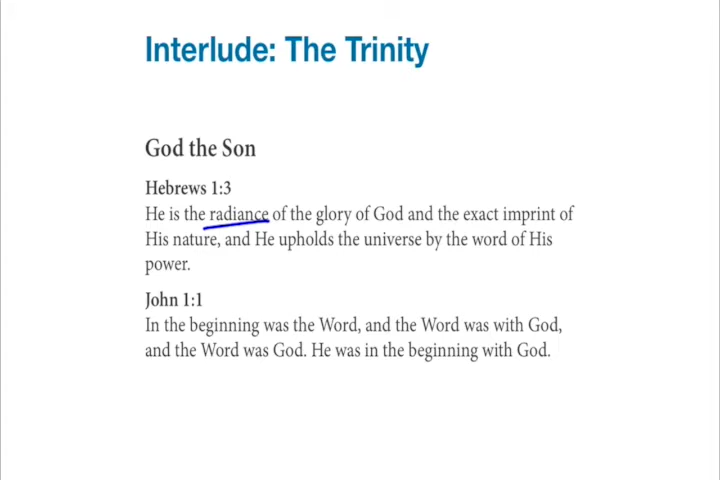 Interlude: The Trinity
God the Son
Hebrews 1:3
He is the radiance of the glory of God and the exact imprint of
His nature, and He upholds the universe by the word of His
power.
John 1:1
In the beginning was the Word, and the Word was with God,
and the Word was God. He was in the beginning with God.